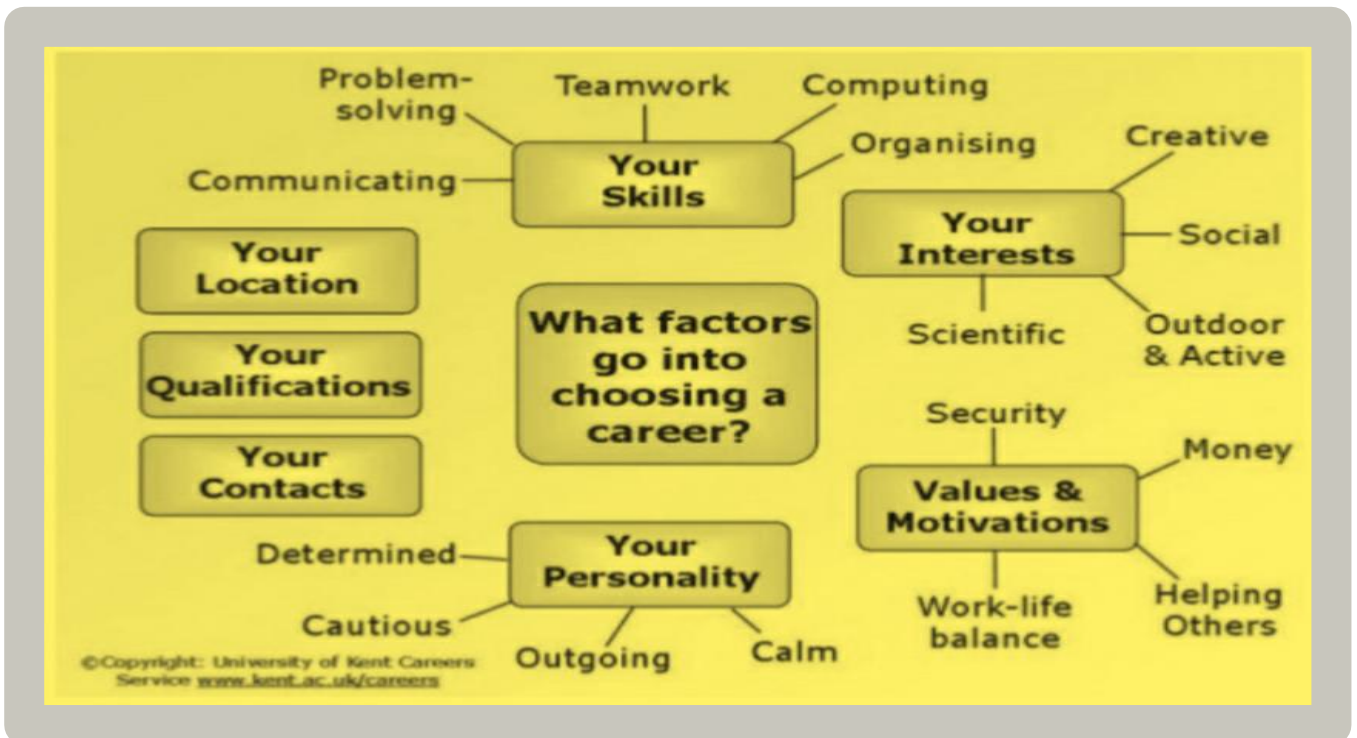 Problem-
solving
Teamwork
Computing
Organising
Communicating
Your
Skills
Creative
Social
Outdoor
& Active
Scientific
Your
Interests
Your
Location
Your
Qualifications
Your
Contacts
What factors
go into
choosing a
career?
Security
Money
Values &
Motivations
Helping
Others
Work-life
balance
Determined
Your
Personality
Cautious
Outgoing
Calm
©Copyright: University of Kent Careers
Service www.kent.ac.uk/careers